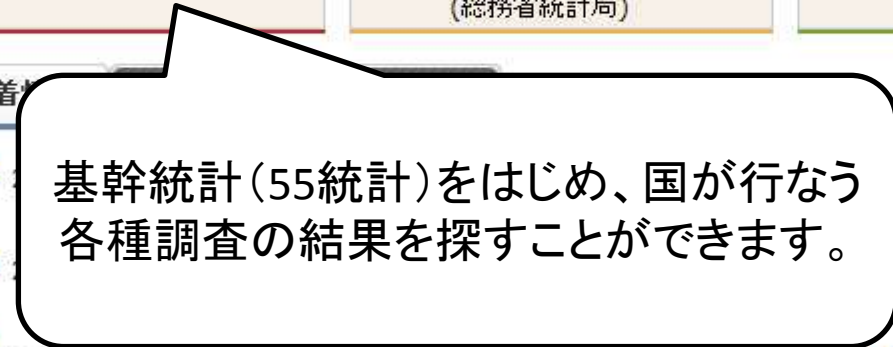 (総務省統計局)
着
基幹統計（55統計）をはじめ、国が行なう
各種調査の結果を探すことができます。